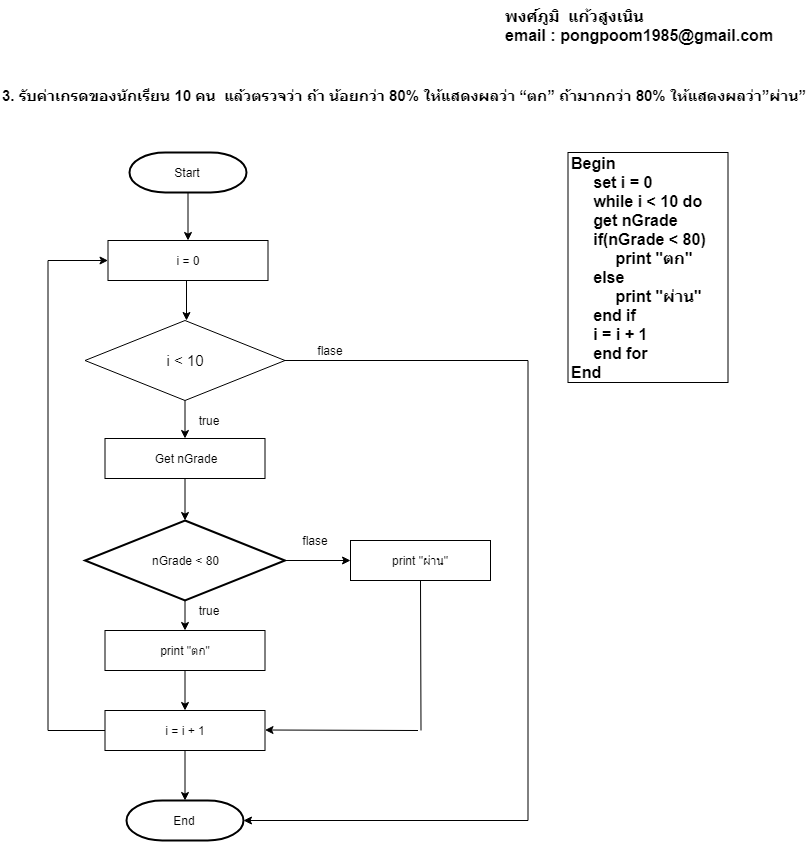 พงศ์ภูมิ แก้วสูงเนิน
email : pongpoom1985@gmail.com
3. รับค่าเกรดของนักเรียน 10 คน แล้วตรวจว่า ถ้า น้อยกว่า 80% ให้แสดงผลว่า “ตก” ถ้ามากกว่า 80% ให้แสดงผลว่า”ผ่าน”
Start
i = 0
i < 10
flase
true
Get nGrade
nGrade < 80
flase
print "ผ่าน"
true
print "ตก"
i = i + 1
End
Begin
set i = 0
while i < 10 do
get nGrade
if(nGrade < 80)
print "ตก"
else
print "ผ่าน"
end if
i = i + 1
end for
End